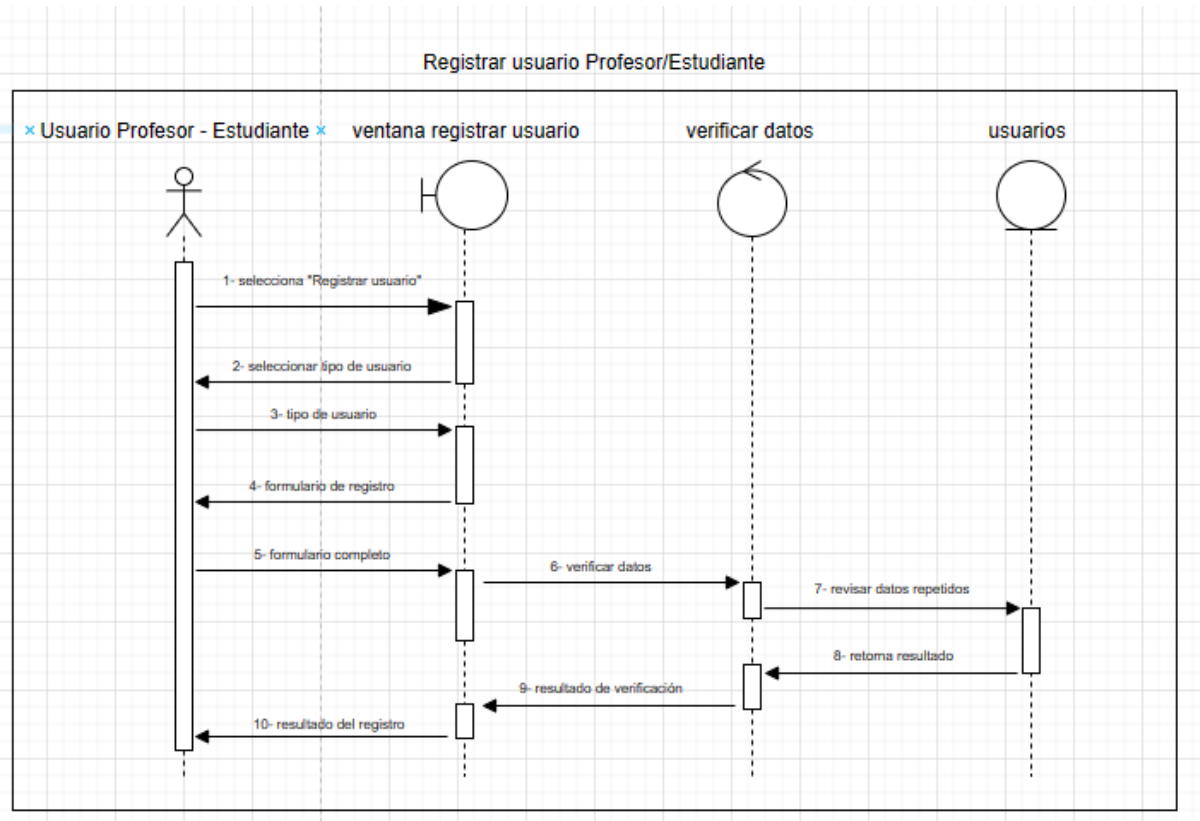 Registrar usuario Profesor/Estudiante
Usuario Profesor - Estudiante
ventana registrar usuario
verificar datos
usuarios
1- selecciona "Registrar usuario"
2- seleccionar tipo de usuario
3- tipo de usuario
4- formulario de registro
5- formulario completo
6- verificar datos
7- revisar datos repetidos
8- retorna resultado
9- resultado de verificación
10- resultado del registro